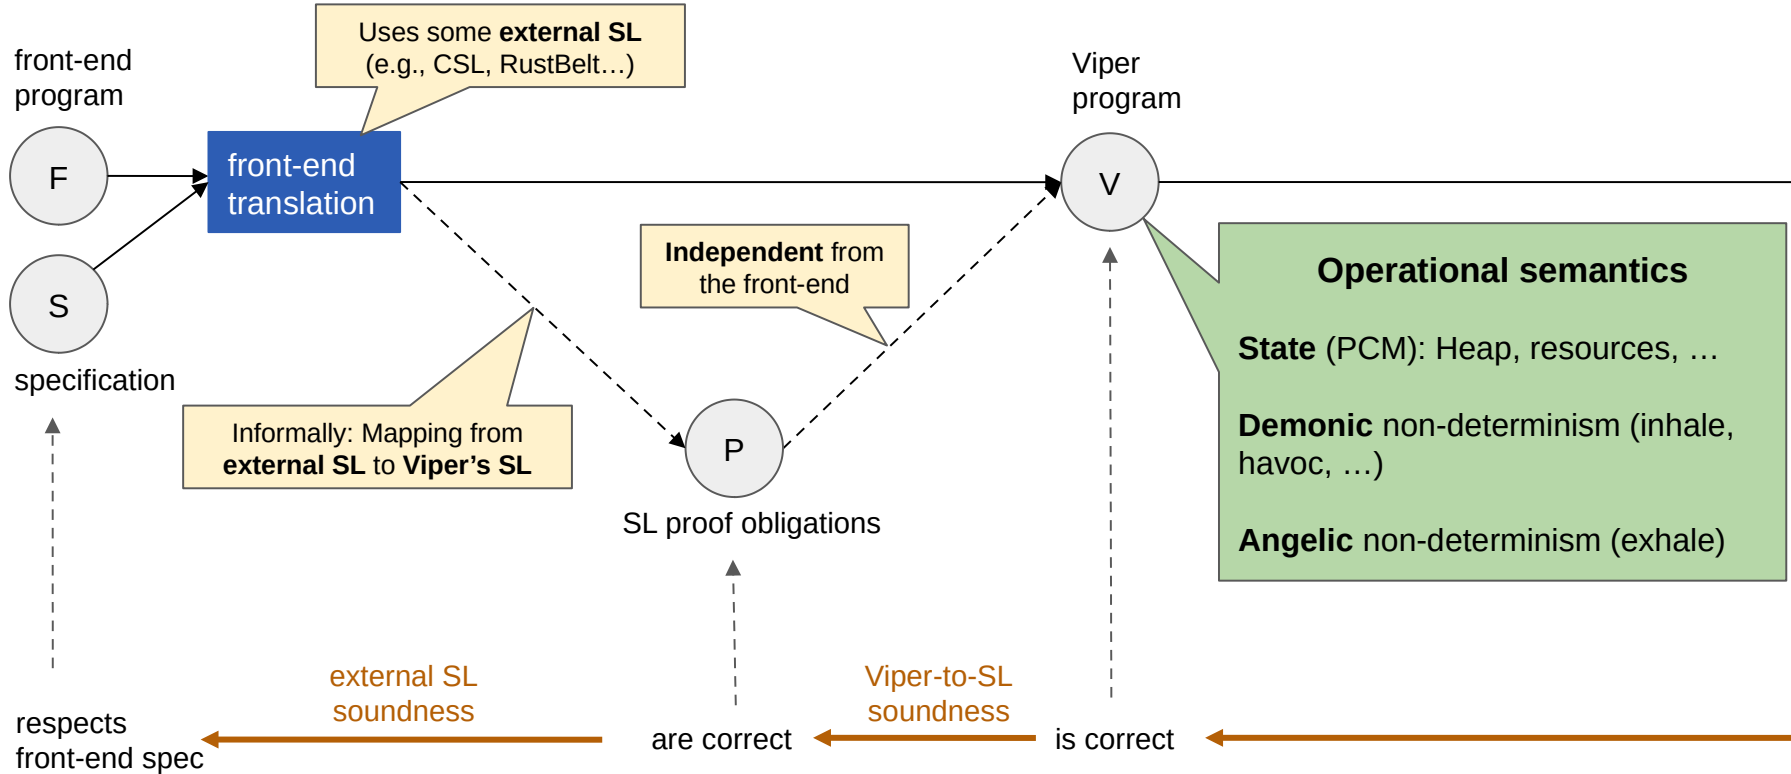 Uses some external SL
(e.g., CSL, RustBelt…)
front-end
program
Viper
program
F
front-end
translation
V
S
Independent from
the front-end
Operational semantics
State (PCM): Heap, resources, …
Demonic non-determinism (inhale,
havoc, …)
Angelic non-determinism (exhale)
specification
Informally: Mapping from
external SL to Viper’s SL
P
SL proof obligations
external SL
soundness
Viper-to-SL
soundness
respects
front-end spec
are correct
is correct